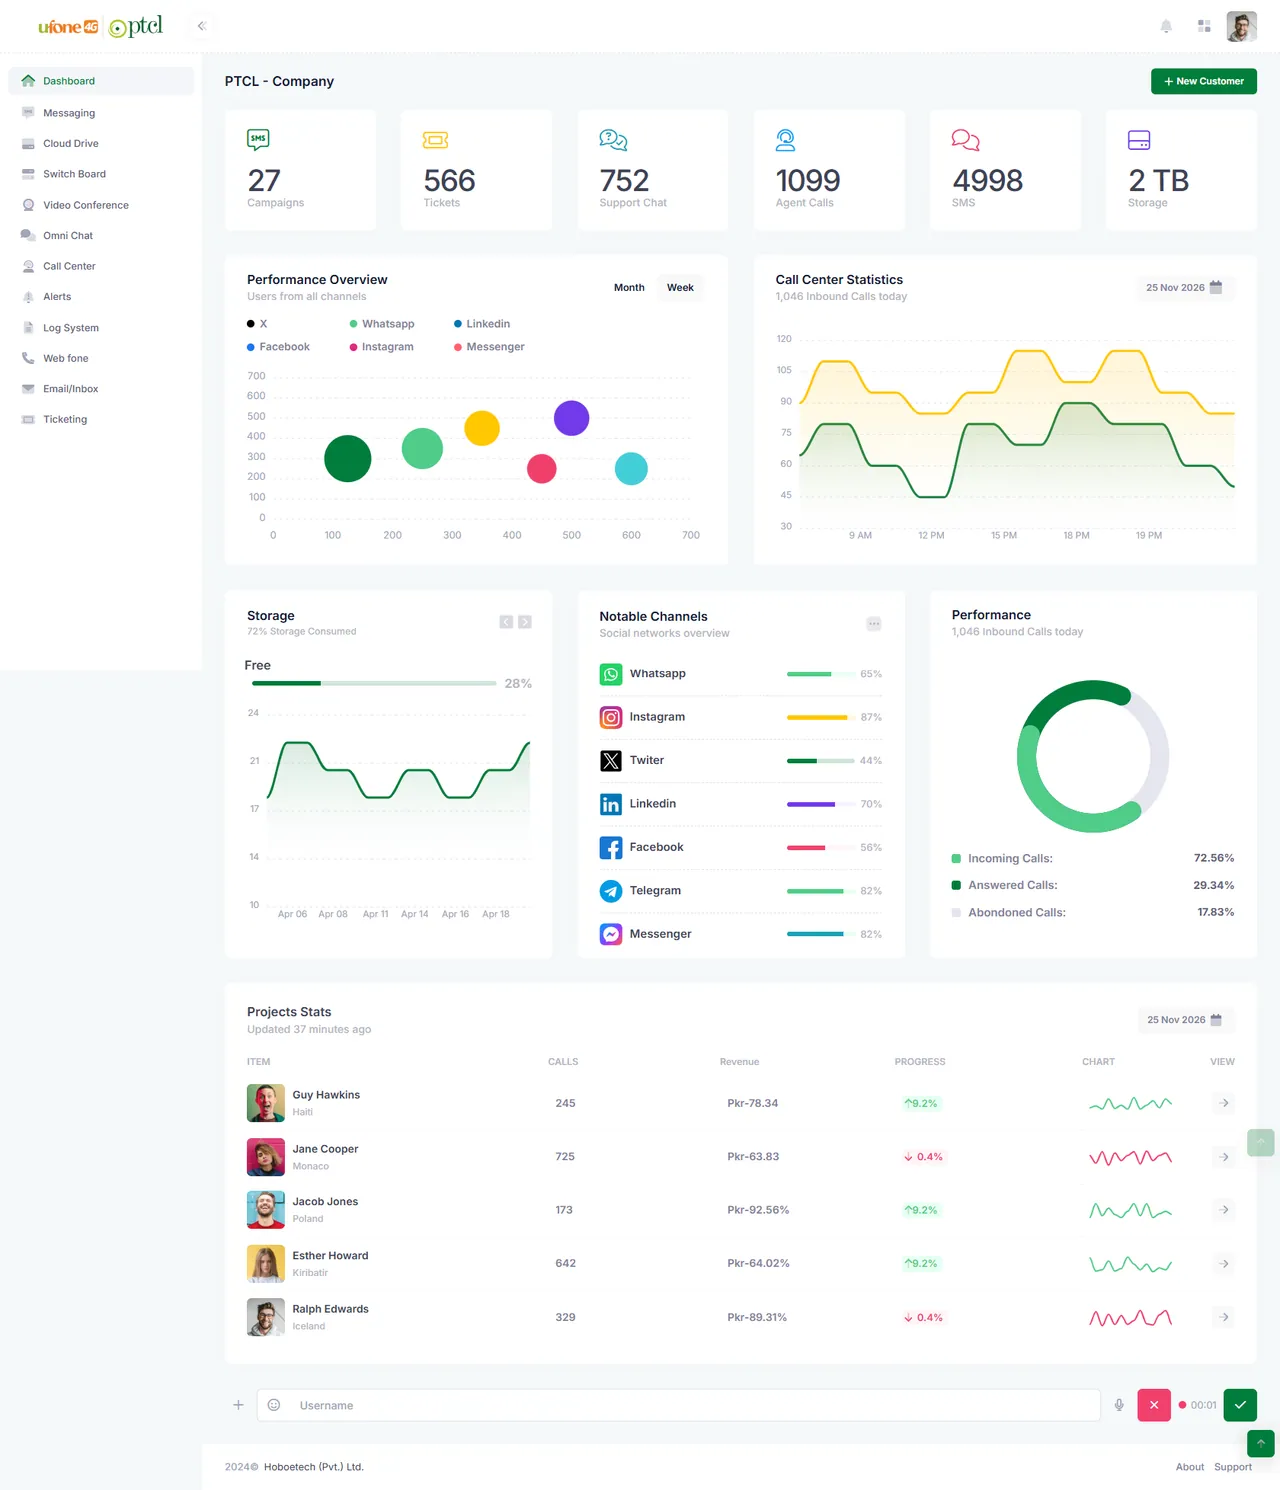 ufone 4G ptcl
Dashboard
Messaging
Cloud Drive
Switch Board
Video Conference
Omni Chat
Call Center
Alerts
Log System
Web fone
Email/Inbox
Ticketing
PTCL - Company
+ New Customer
SMS
27
Campaigns
566
Tickets
752
Support Chat
1099
Agent Calls
4998
SMS
2 TB
Storage
Performance Overview
Users from all channels
Month Week
X Whatsapp Linkedin
Facebook Instagram Messenger
700
600
500
400
300
200
100
0
0 100 200 300 400 500 600 700
Call Center Statistics
1,046 Inbound Calls today
25 Nov 2026
120
105
90
75
60
45
30
9 AM 12 PM 15 PM 18 PM 19 PM
Storage
72% Storage Consumed
Free
28%
24
21
17
14
10
Apr 06 Apr 08 Apr 11 Apr 14 Apr 16 Apr 18
Notable Channels
Social networks overview
Whatsapp 65%
Instagram 87%
Twiter 44%
Linkedin 70%
Facebook 56%
Telegram 82%
Messenger 82%
Performance
1,046 Inbound Calls today
Incoming Calls: 72.56%
Answered Calls: 29.34%
Abondoned Calls: 17.83%
Projects Stats
Updated 37 minutes ago
25 Nov 2026
ITEM CALLS Revenue PROGRESS CHART VIEW
Guy Hawkins
Haiti
245 Pkr-78.34 ↑9.2%
Jane Cooper
Monaco
725 Pkr-63.83 ↓ 0.4%
Jacob Jones
Poland
173 Pkr-92.56% ↑9.2%
Esther Howard
Kiribatir
642 Pkr-64.02% ↑9.2%
Ralph Edwards
Iceland
329 Pkr-89.31% ↓ 0.4%
Username
00:01
2024© Hoboetech (Pvt.) Ltd.
About Support